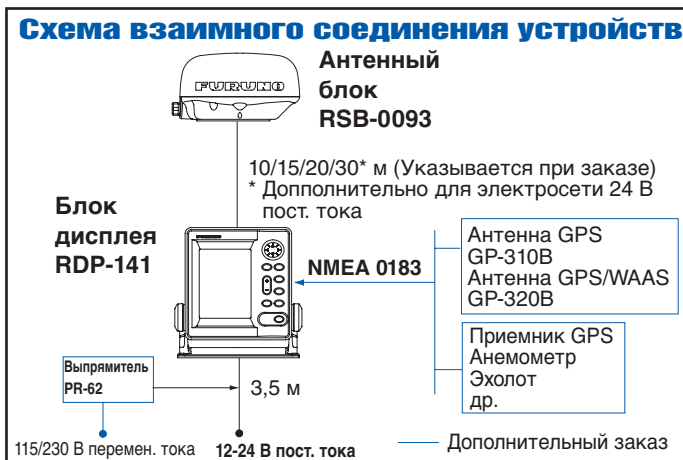 Схема взаимного соединения устройств
FURUNO
Антенный
блок
RSB-0093
10/15/20/30* м (Указывается при заказе)
* Допполнительно для электросети 24 В
пост. тока
Блок
дисплея
RDP-141
NMEA 0183
Антенна GPS
GP-310B
Антенна GPS/WAAS
GP-320B
Приемник GPS
Анемометр
Эхолот
др.
Выпрямитель
PR-62
3,5 м
115/230 В перемен. тока
12-24 В пост. тока
Дополнительный заказ